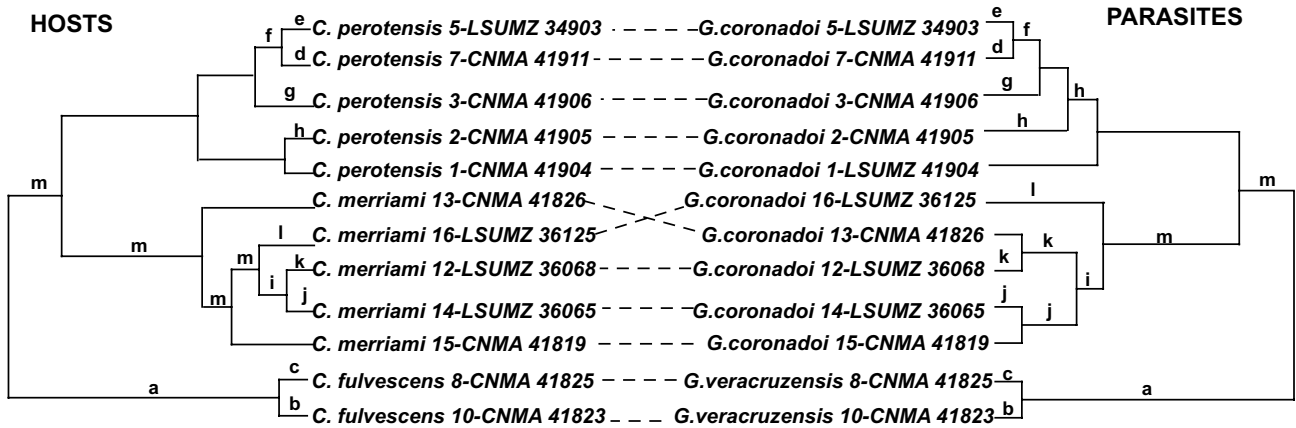 HOSTS
PARASITES
e C. perotensis 5-LSUMZ 34903 G.coronadoi 5-LSUMZ 34903 e
f f
d C. perotensis 7-CNMA 41911 G.coronadoi 7-CNMA 41911 d
g C. perotensis 3-CNMA 41906 G.coronadoi 3-CNMA 41906 g h
h C. perotensis 2-CNMA 41905 G.coronadoi 2-CNMA 41905 h
C. perotensis 1-CNMA 41904 G.coronadoi 1-LSUMZ 41904
m m
C. merriami 13-CNMA 41826 G.coronadoi 16-LSUMZ 36125 l
m l C. merriami 16-LSUMZ 36125 G.coronadoi 13-CNMA 41826 k m
m k C. merriami 12-LSUMZ 36068 G.coronadoi 12-LSUMZ 36068 k
i i
m j C. merriami 14-LSUMZ 36065 G.coronadoi 14-LSUMZ 36065 j j
C. merriami 15-CNMA 41819 G.coronadoi 15-CNMA 41819
c C. fulvescens 8-CNMA 41825 G.veracruzensis 8-CNMA 41825 c
a a
b C. fulvescens 10-CNMA 41823 G.veracruzensis 10-CNMA 41823 b